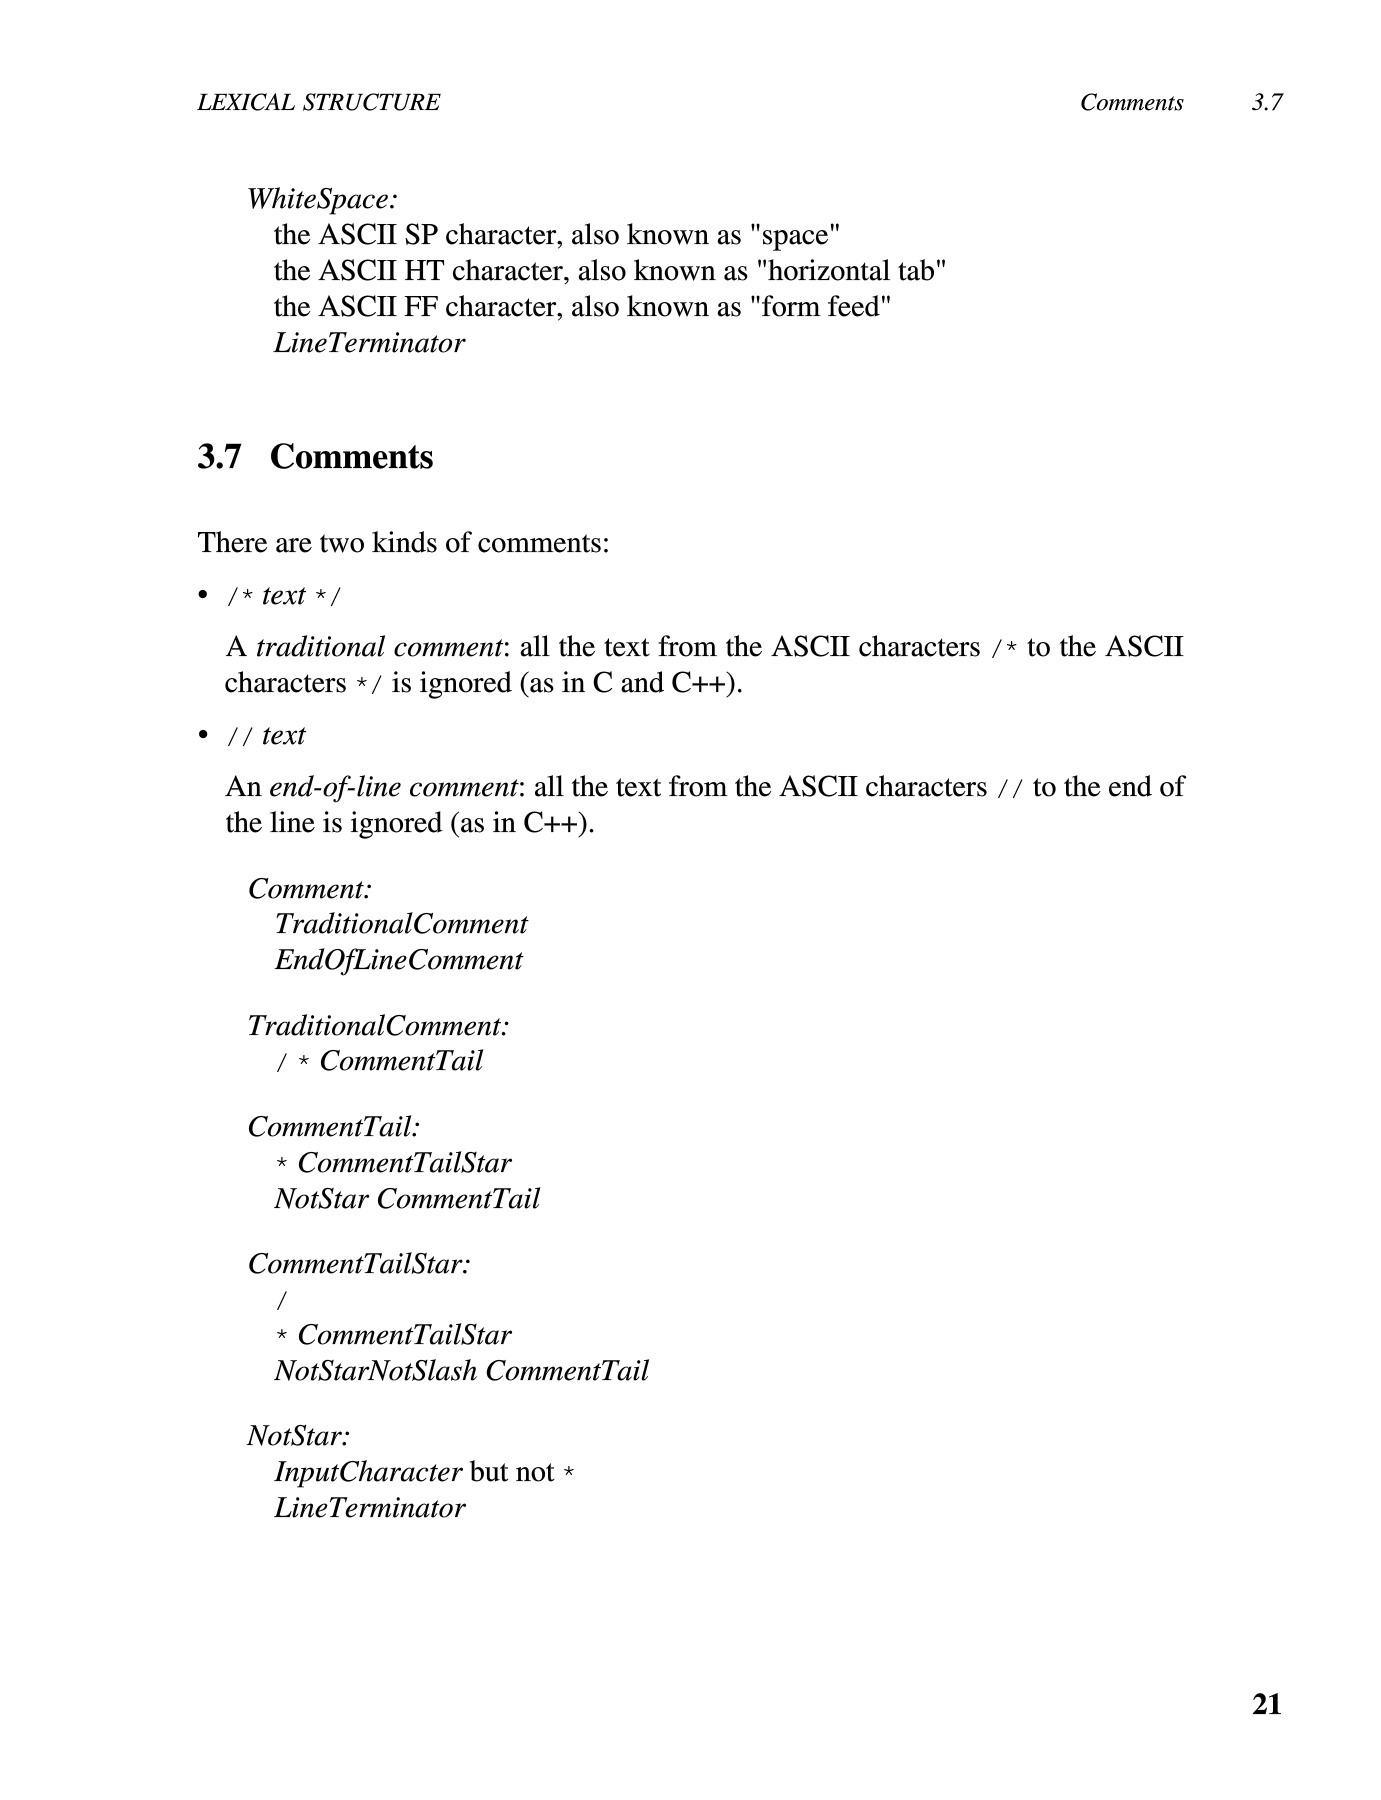 LEXICAL STRUCTURE Comments 3.7
WhiteSpace:
the ASCII SP character, also known as "space"
the ASCII HT character, also known as "horizontal tab"
the ASCII FF character, also known as "form feed"
LineTerminator
3.7 Comments
There are two kinds of comments:
• /* text */
A traditional comment: all the text from the ASCII characters /* to the ASCII
characters */ is ignored (as in C and C++).
• // text
An end-of-line comment: all the text from the ASCII characters // to the end of
the line is ignored (as in C++).
Comment:
TraditionalComment
EndOfLineComment
TraditionalComment:
/ * CommentTail
CommentTail:
* CommentTailStar
NotStar CommentTail
CommentTailStar:
/
* CommentTailStar
NotStarNotSlash CommentTail
NotStar:
InputCharacter but not *
LineTerminator
21